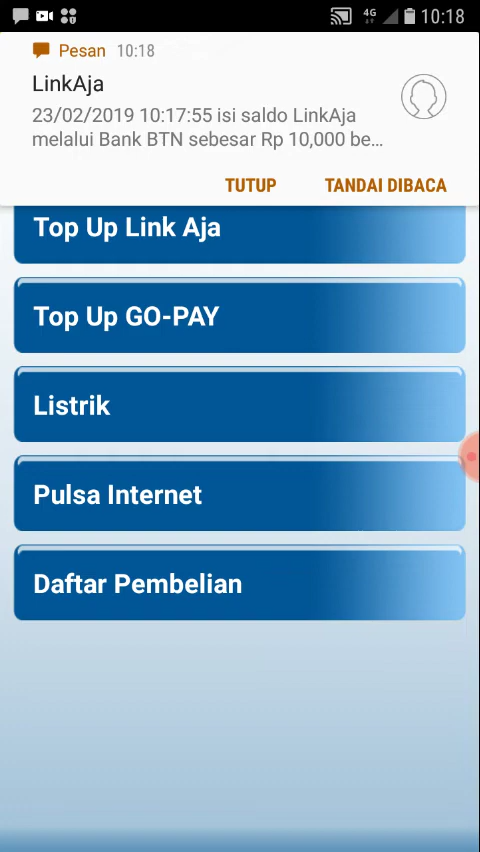 4G 10:18
Pesan 10:18
LinkAja
23/02/2019 10:17:55 isi saldo LinkAja
melalui Bank BTN sebesar Rp 10,000 be...
TUTUP TANDAI DIBACA
Top Up Link Aja
Top Up GO-PAY
Listrik
Pulsa Internet
Daftar Pembelian